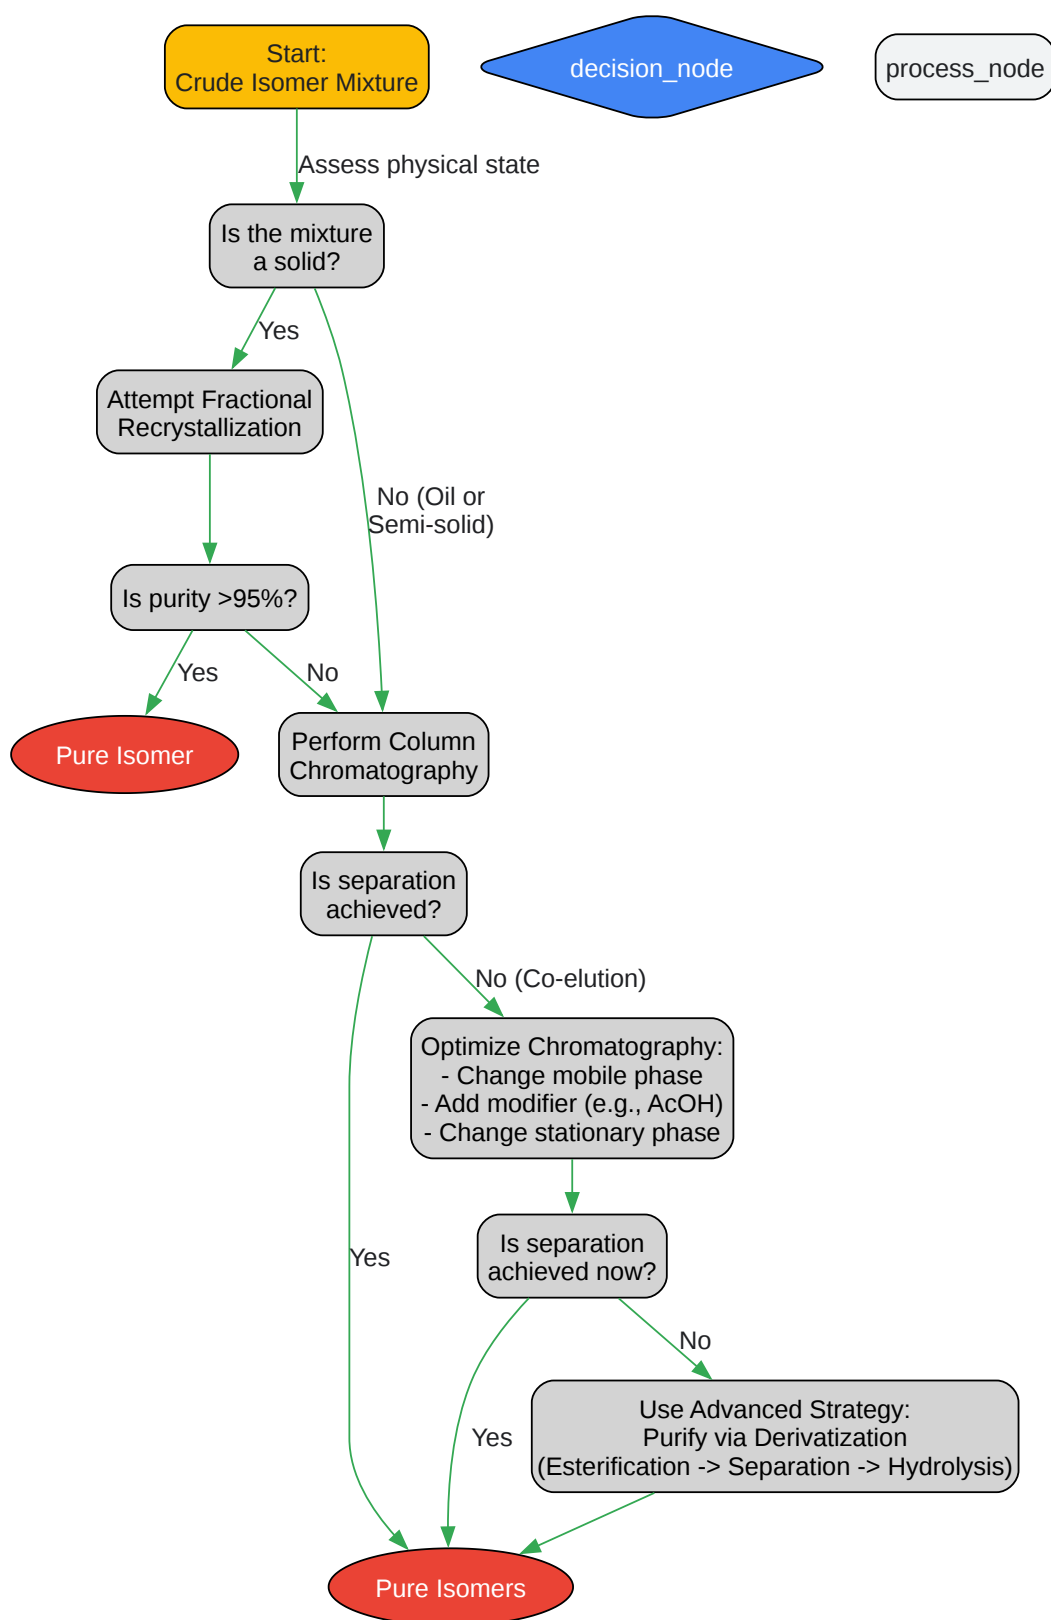 Start:
Crude Isomer Mixture
decision_node
process_node
Assess physical state
Is the mixture
a solid?
Yes
Attempt Fractional
Recrystallization
No (Oil or
Semi-solid)
Is purity >95%?
Yes
No
Pure Isomer
Perform Column
Chromatography
Is separation
achieved?
No (Co-elution)
Optimize Chromatography:
- Change mobile phase
- Add modifier (e.g., AcOH)
- Change stationary phase
Yes
Is separation
achieved now?
No
Yes
Use Advanced Strategy:
Purify via Derivatization
(Esterification -> Separation -> Hydrolysis)
Pure Isomers